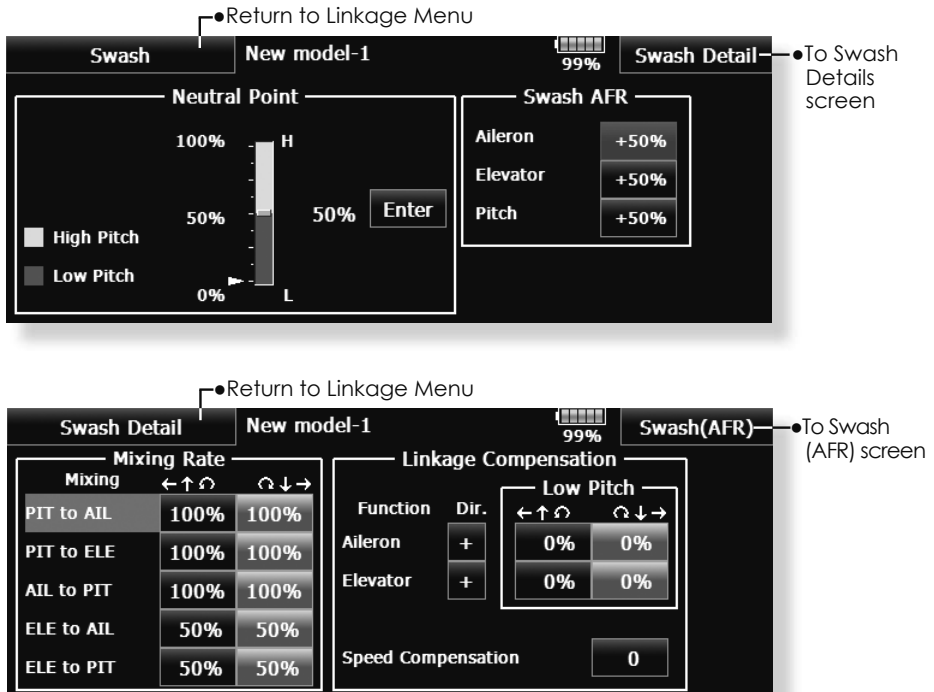 ●Return to Linkage Menu
Swash New model-1 99% Swash Detail
●To Swash
Details
screen
Neutral Point
Swash AFR
100% H
Aileron +50%
Elevator +50%
50% 50% Enter
Pitch +50%
High Pitch
Low Pitch
0% L
●Return to Linkage Menu
Swash Detail New model-1 99% Swash(AFR)
●To Swash
(AFR) screen
Mixing Rate
Linkage Compensation
Mixing ←↑↶ ↷↓→
Low Pitch
Function Dir. ←↑↶ ↷↓→
PIT to AIL 100% 100%
Aileron + 0% 0%
PIT to ELE 100% 100%
Elevator + 0% 0%
AIL to PIT 100% 100%
ELE to AIL 50% 50%
Speed Compensation 0
ELE to PIT 50% 50%